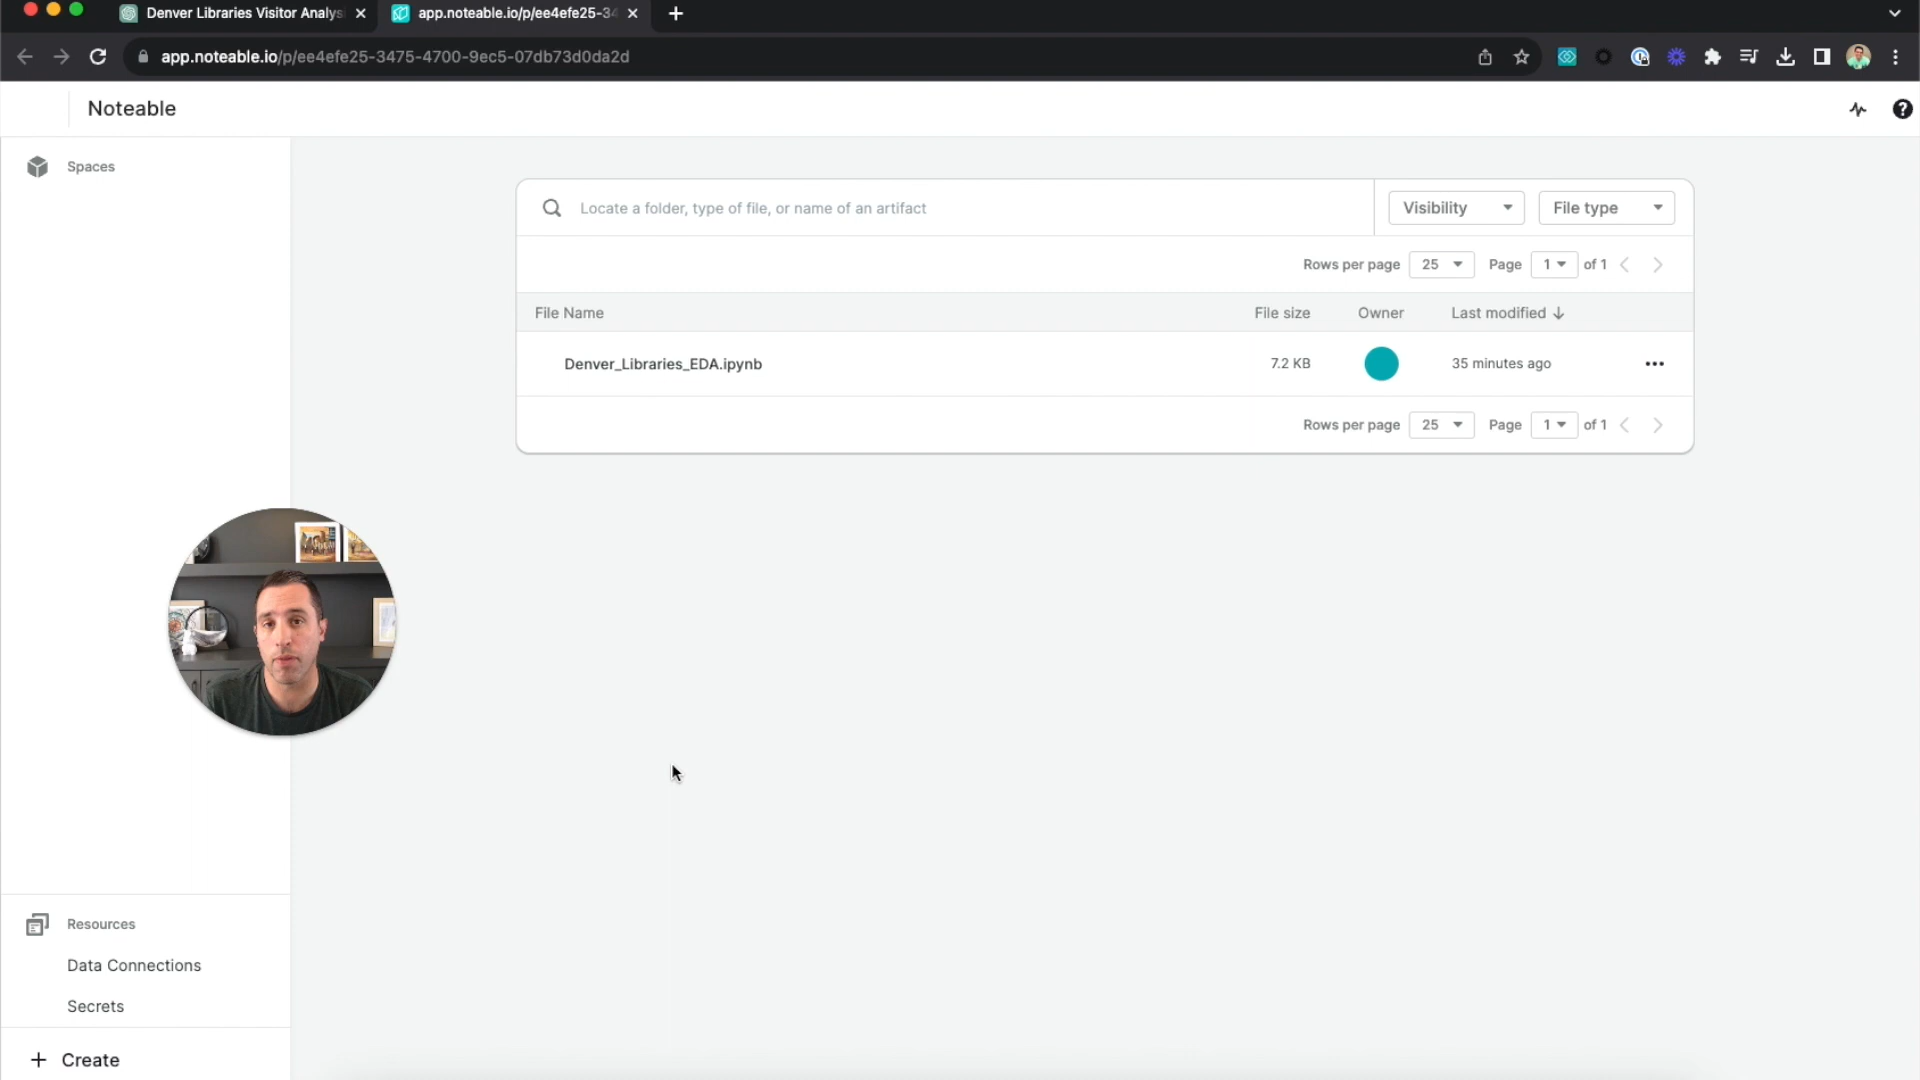 Denver Libraries Visitor Analys
app.noteable.io/p/ee4efe25-34
app.noteable.io/p/ee4efe25-3475-4700-9ec5-07db73d0da2d
Noteable
Spaces
Locate a folder, type of file, or name of an artifact
Visibility
File type
Rows per page 25 Page 1 of 1
File Name File size Owner Last modified
Denver_Libraries_EDA.ipynb 7.2 KB 35 minutes ago
Rows per page 25 Page 1 of 1
Resources
Data Connections
Secrets
+ Create